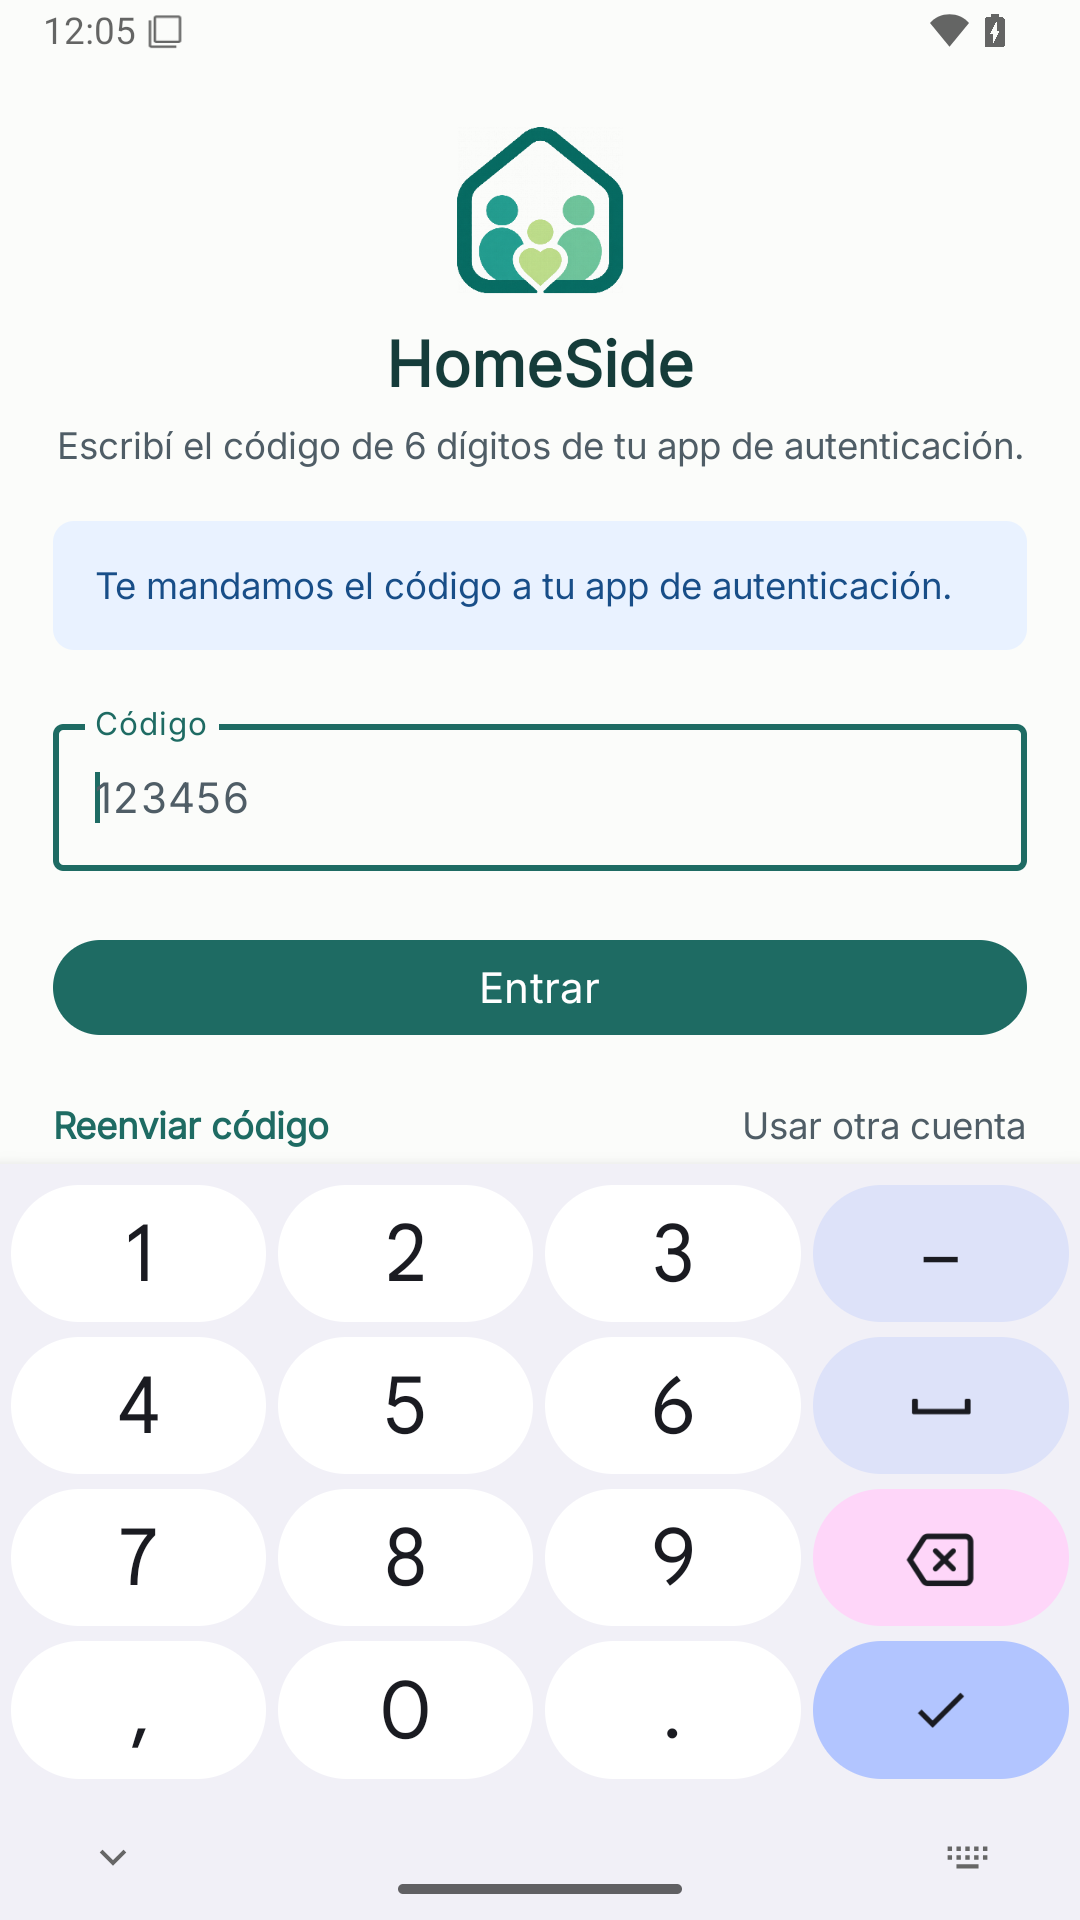 12:05
HomeSide
Escribí el código de 6 dígitos de tu app de autenticación.
Te mandamos el código a tu app de autenticación.
Código
123456
Entrar
Reenviar código
Usar otra cuenta
1 2 3 –
4 5 6
7 8 9
, 0 .